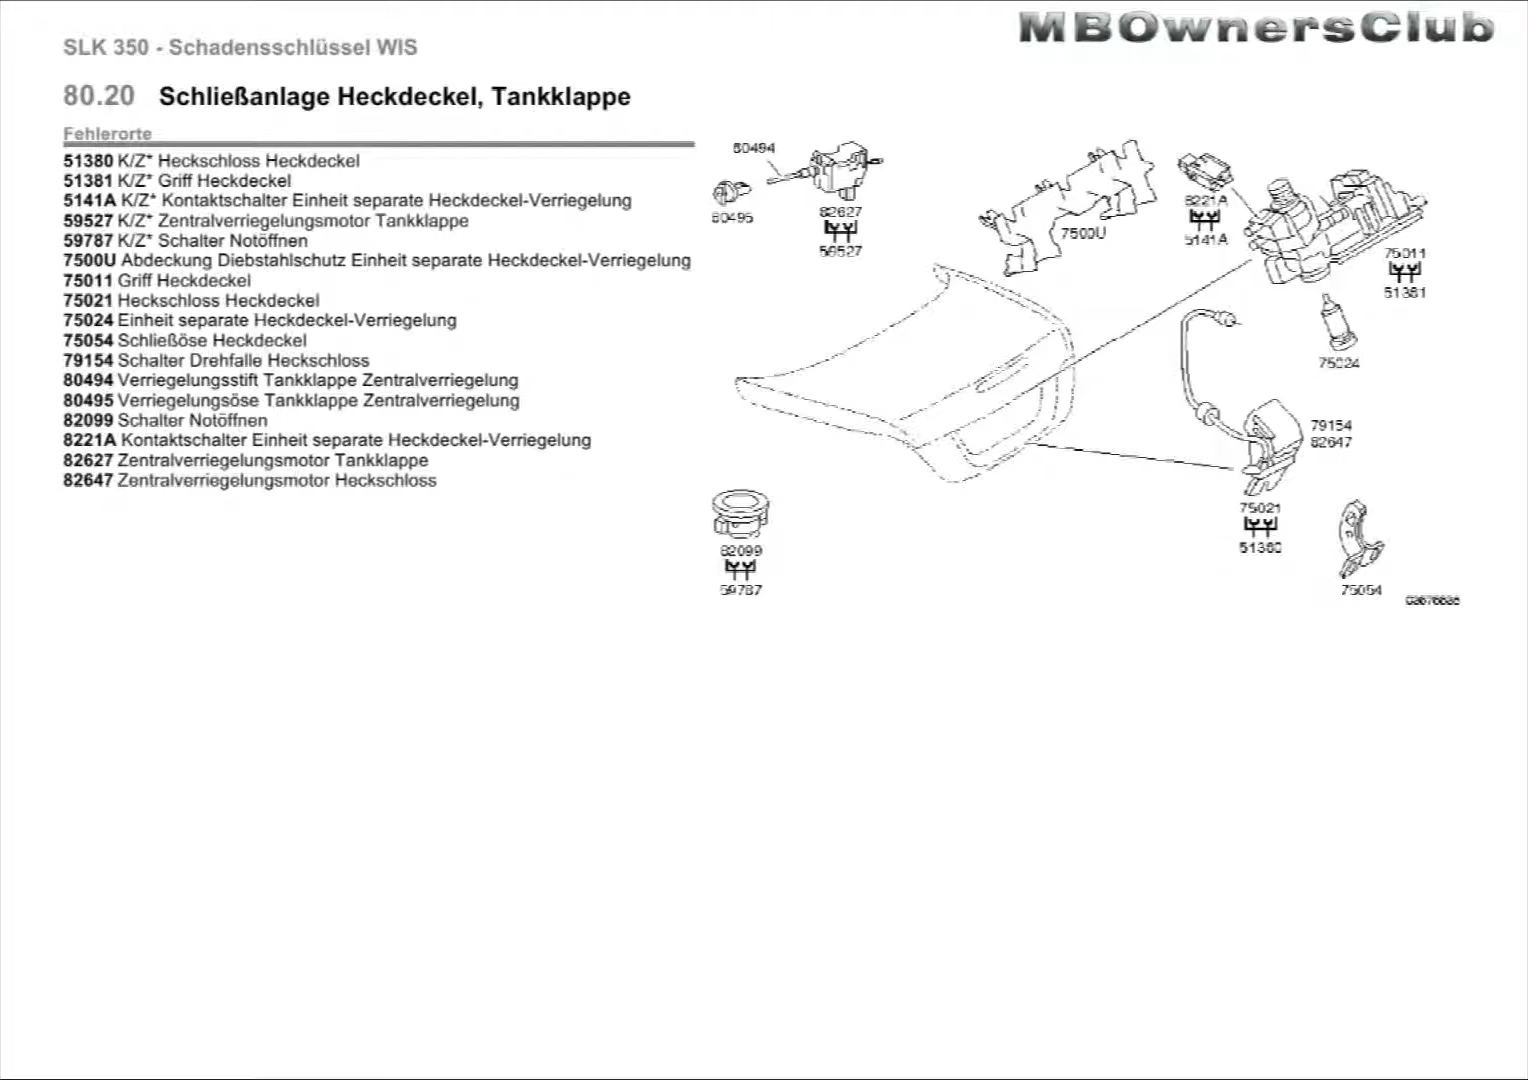 MBOwnersClub
SLK 350 - Schadensschlüssel WIS
80.20 Schließanlage Heckdeckel, Tankklappe
Fehlerorte
51380 K/Z* Heckschloss Heckdeckel
51381 K/Z* Griff Heckdeckel
5141A K/Z* Kontaktschalter Einheit separate Heckdeckel-Verriegelung
59527 K/Z* Zentralverriegelungsmotor Tankklappe
59787 K/Z* Schalter Notöffnen
7500U Abdeckung Diebstahlschutz Einheit separate Heckdeckel-Verriegelung
75011 Griff Heckdeckel
75021 Heckschloss Heckdeckel
75024 Einheit separate Heckdeckel-Verriegelung
75054 Schließöse Heckdeckel
79154 Schalter Drehfalle Heckschloss
80494 Verriegelungsstift Tankklappe Zentralverriegelung
80495 Verriegelungsöse Tankklappe Zentralverriegelung
82099 Schalter Notöffnen
8221A Kontaktschalter Einheit separate Heckdeckel-Verriegelung
82627 Zentralverriegelungsmotor Tankklappe
82647 Zentralverriegelungsmotor Heckschloss
80494
80495
82627
59527
7500U
8221A
5141A
75011
51381
75024
79154
82647
75021
51380
75054
82099
59787